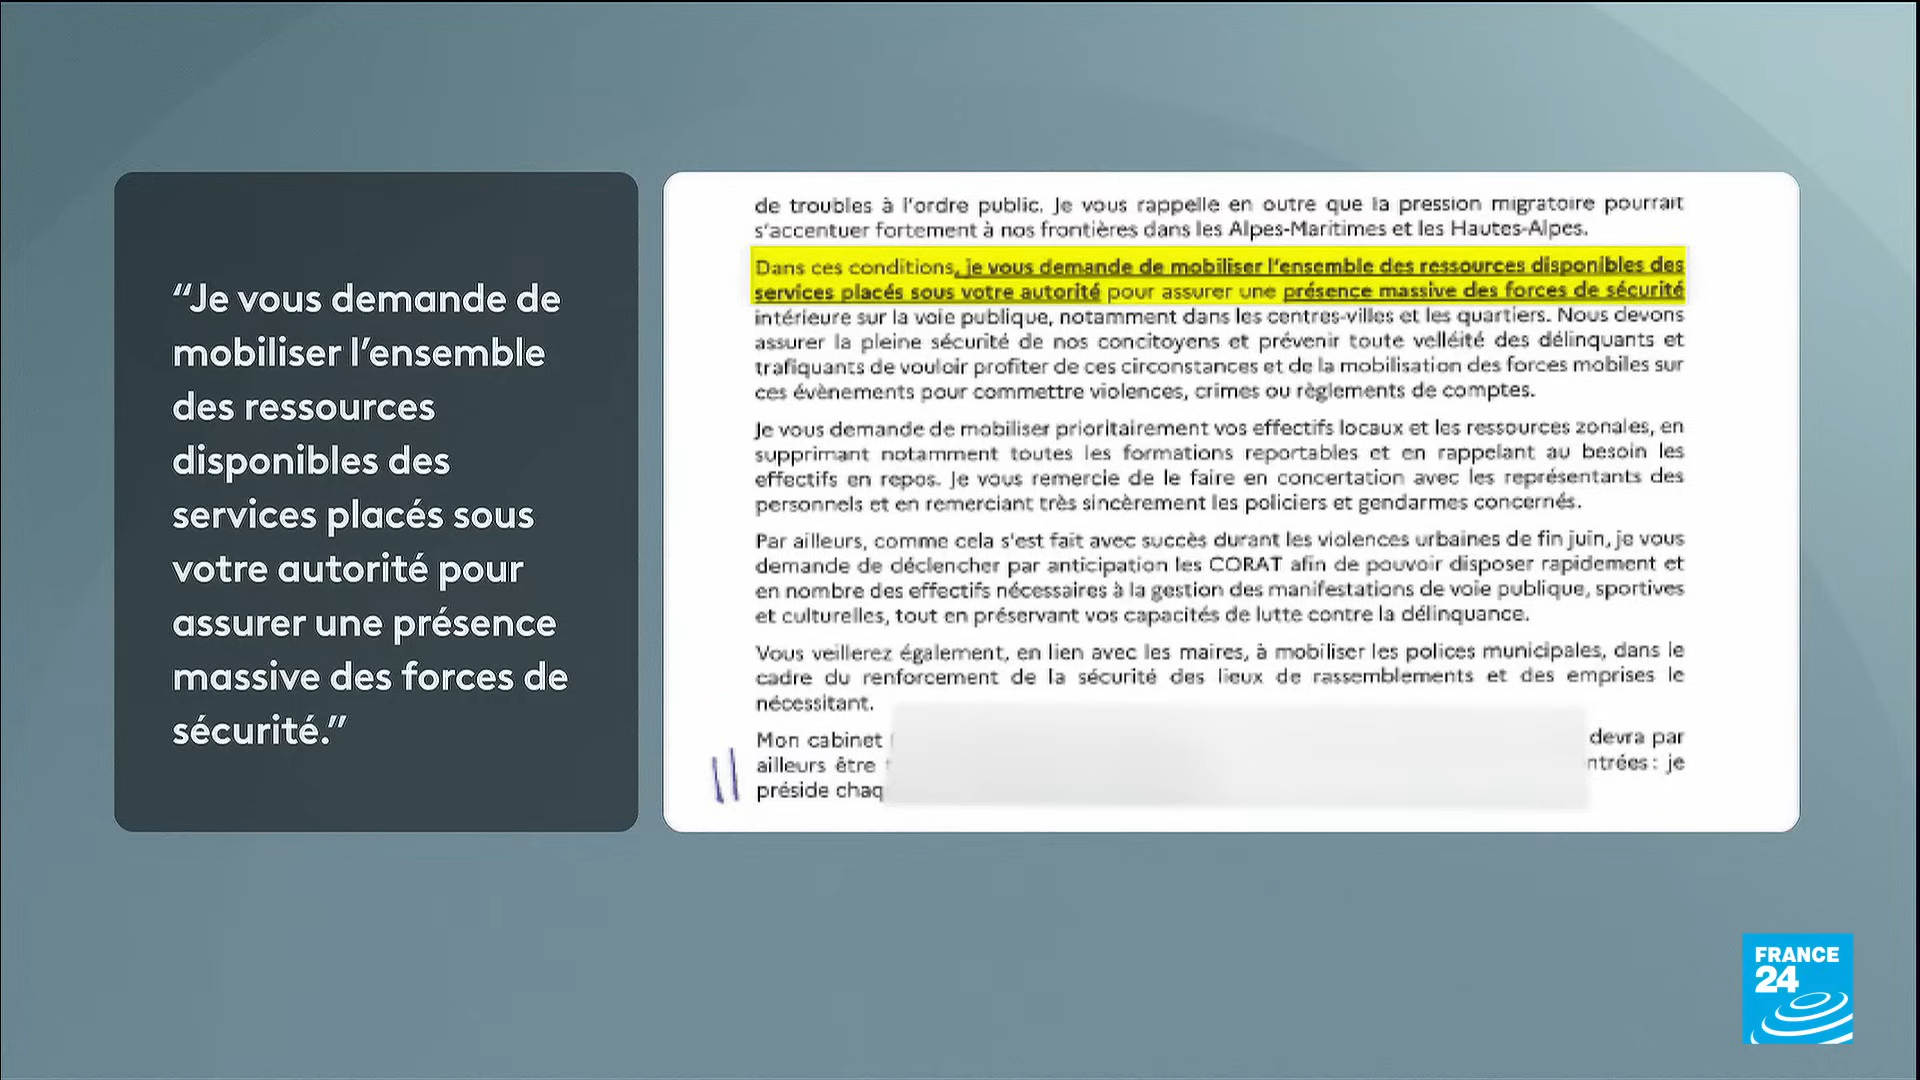 “Je vous demande de
mobiliser l’ensemble
des ressources
disponibles des
services placés sous
votre autorité pour
assurer une présence
massive des forces de
sécurité.”
de troubles à l'ordre public. Je vous rappelle en outre que la pression migratoire pourrait
s'accentuer fortement à nos frontières dans les Alpes-Maritimes et les Hautes-Alpes.
Dans ces conditions, je vous demande de mobiliser l'ensemble des ressources disponibles des
services placés sous votre autorité pour assurer une présence massive des forces de sécurité
intérieure sur la voie publique, notamment dans les centres-villes et les quartiers. Nous devons
assurer la pleine sécurité de nos concitoyens et prévenir toute velléité des délinquants et
trafiquants de vouloir profiter de ces circonstances et de la mobilisation des forces mobiles sur
ces évènements pour commettre violences, crimes ou règlements de comptes.
Je vous demande de mobiliser prioritairement vos effectifs locaux et les ressources zonales, en
supprimant notamment toutes les formations reportables et en rappelant au besoin les
effectifs en repos. Je vous remercie de le faire en concertation avec les représentants des
personnels et en remerciant très sincèrement les policiers et gendarmes concernés.
Par ailleurs, comme cela s'est fait avec succès durant les violences urbaines de fin juin, je vous
demande de déclencher par anticipation les CORAT afin de pouvoir disposer rapidement et
en nombre des effectifs nécessaires à la gestion des manifestations de voie publique, sportives
et culturelles, tout en préservant vos capacités de lutte contre la délinquance.
Vous veillerez également, en lien avec les maires, à mobiliser les polices municipales, dans le
cadre du renforcement de la sécurité des lieux de rassemblements et des emprises le
nécessitant.
Mon cabinet devra par
ailleurs être ntrées : je
préside chaq
FRANCE
24